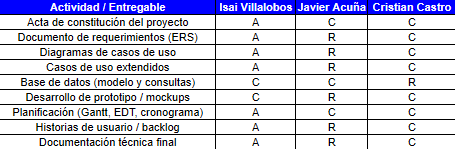 Actividad / Entregable Isai Villalobos Javier Acuña Cristian Castro
Acta de constitución del proyecto A C C
Documento de requerimientos (ERS) A R C
Diagramas de casos de uso A R C
Casos de uso extendidos A R C
Base de datos (modelo y consultas) C C R
Desarrollo de prototipo / mockups C R C
Planificación (Gantt, EDT, cronograma) A C C
Historias de usuario / backlog A R C
Documentación técnica final A R C